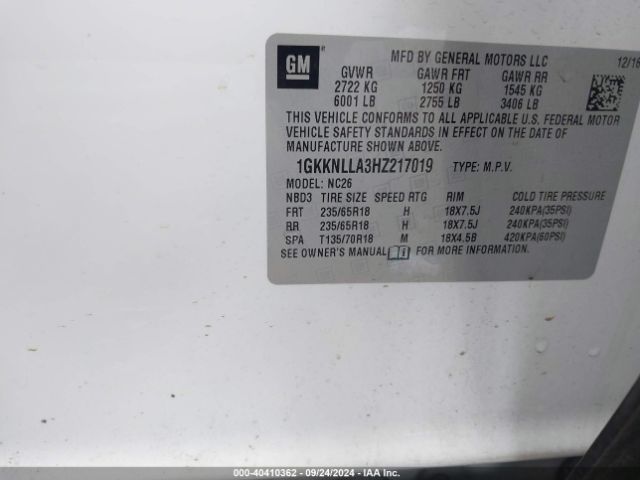 GM
MFD BY GENERAL MOTORS LLC 12/16
GVWR GAWR FRT GAWR RR
2722 KG 1250 KG 1545 KG
6001 LB 2755 LB 3406 LB
THIS VEHICLE CONFORMS TO ALL APPLICABLE U.S. FEDERAL MOTOR
VEHICLE SAFETY STANDARDS IN EFFECT ON THE DATE OF
MANUFACTURE SHOWN ABOVE.
1GKKNLLA3HZ217019 TYPE: M.P.V.
MODEL: NC26
NBD3 TIRE SIZE SPEED RTG RIM COLD TIRE PRESSURE
FRT 235/65R18 H 18X7.5J 240KPA(35PSI)
RR 235/65R18 H 18X7.5J 240KPA(35PSI)
SPA T135/70R18 M 18X4.5B 420KPA(60PSI)
SEE OWNER'S MANUAL FOR MORE INFORMATION.
000-40410362 - 09/24/2024 - IAA Inc.